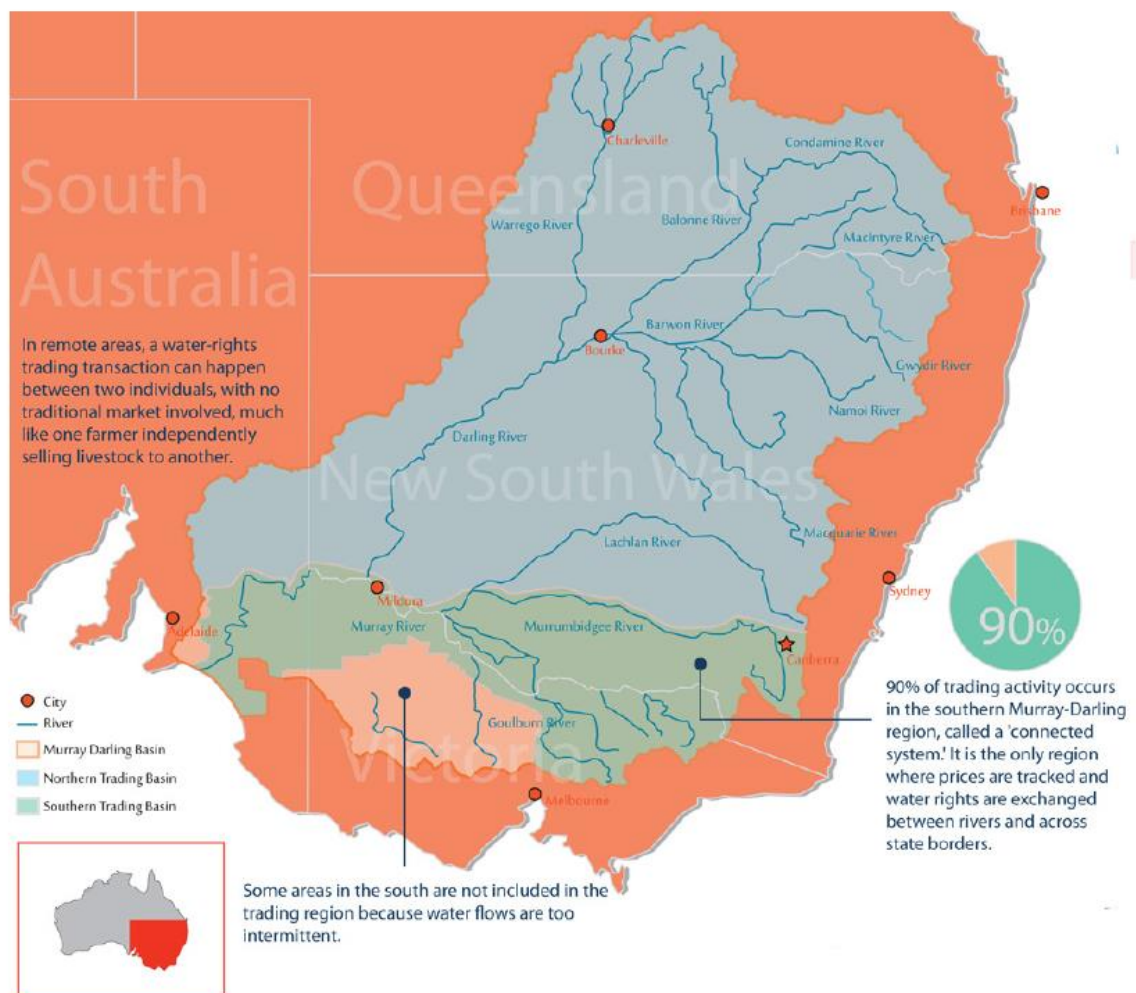 Charleville
Condamine River
South
Australia
Queensland
Brisbane
Warrego River
Balonne River
MacIntyre River
In remote areas, a water-rights
trading transaction can happen
between two individuals, with no
traditional market involved, much
like one farmer independently
selling livestock to another.
Barwon River
Bourke
Gwydir River
Namoi River
Darling River
New South Wales
Macquarie River
Lachlan River
Sydney
Mildura
Adelaide
Murray River
Murrumbidgee River
Canberra
90%
90% of trading activity occurs
in the southern Murray-Darling
region, called a 'connected
system.' It is the only region
where prices are tracked and
water rights are exchanged
between rivers and across
state borders.
City
River
Murray Darling Basin
Northern Trading Basin
Southern Trading Basin
Goulburn River
Victoria
Melbourne
Some areas in the south are not included in the
trading region because water flows are too
intermittent.